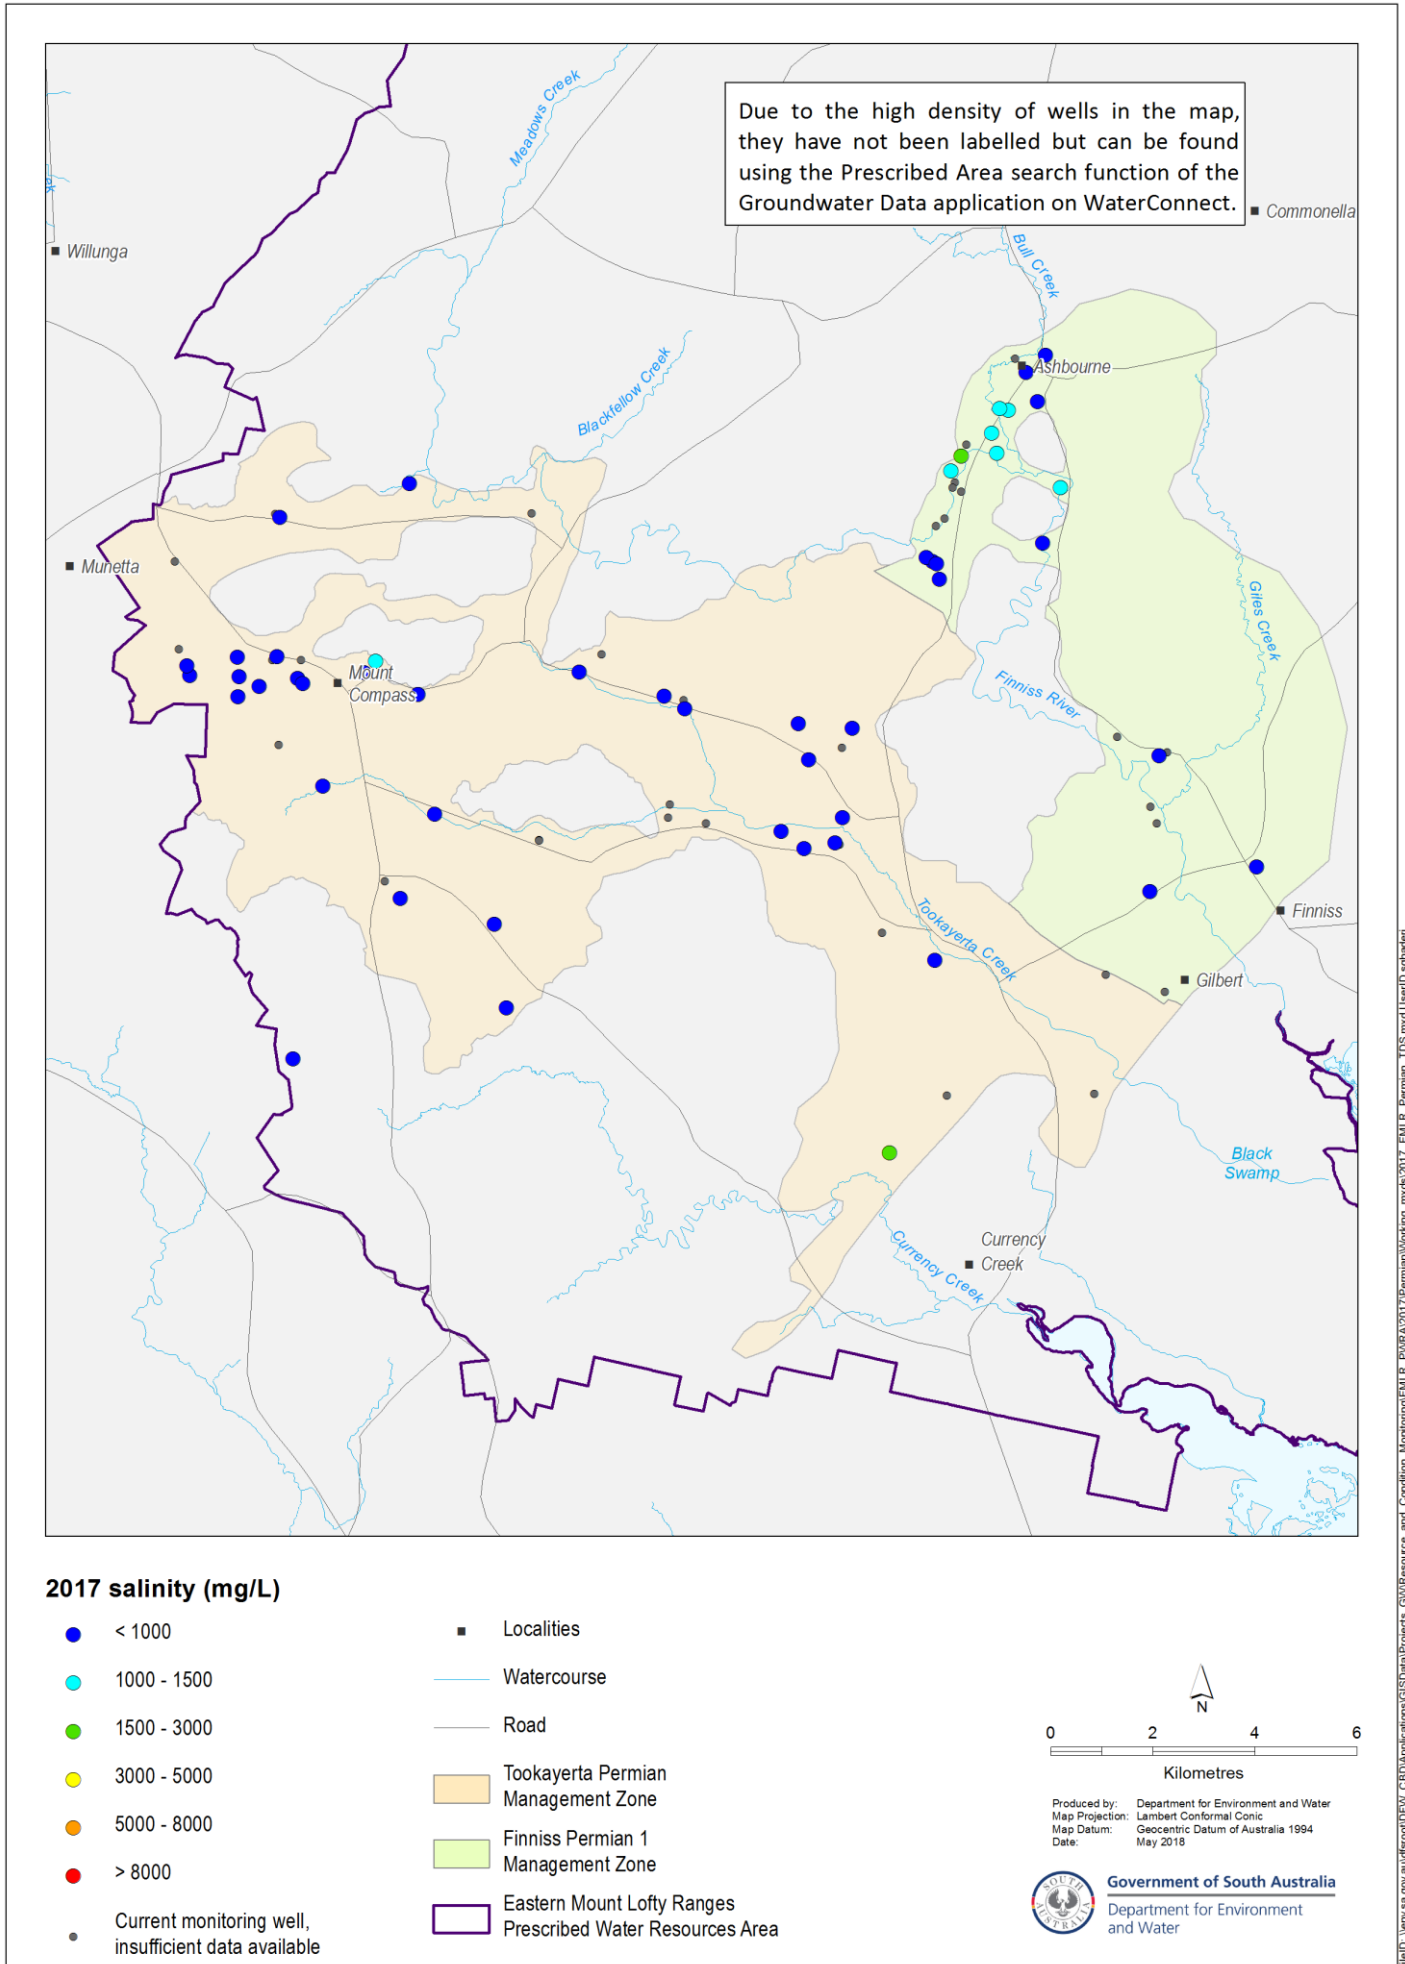 Due to the high density of wells in the map,
they have not been labelled but can be found
using the Prescribed Area search function of the
Groundwater Data application on WaterConnect.
Meadows Creek
Commonella
Bull Creek
Willunga
Ashbourne
Blackfellow Creek
Munetta
Giles Creek
Mount
Compass
Finniss River
Finniss
Tookayerta Creek
Gilbert
Black
Swamp
Currency
Creek
Currency Creek
2017 salinity (mg/L)
< 1000
1000 - 1500
1500 - 3000
3000 - 5000
5000 - 8000
> 8000
Current monitoring well,
insufficient data available
Localities
Watercourse
Road
Tookayerta Permian
Management Zone
Finniss Permian 1
Management Zone
Eastern Mount Lofty Ranges
Prescribed Water Resources Area
N
0 2 4 6
Kilometres
Produced by: Department for Environment and Water
Map Projection: Lambert Conformal Conic
Map Datum: Geocentric Datum of Australia 1994
Date: May 2018
SOUTH AUSTRALIA
Government of South Australia
Department for Environment
and Water